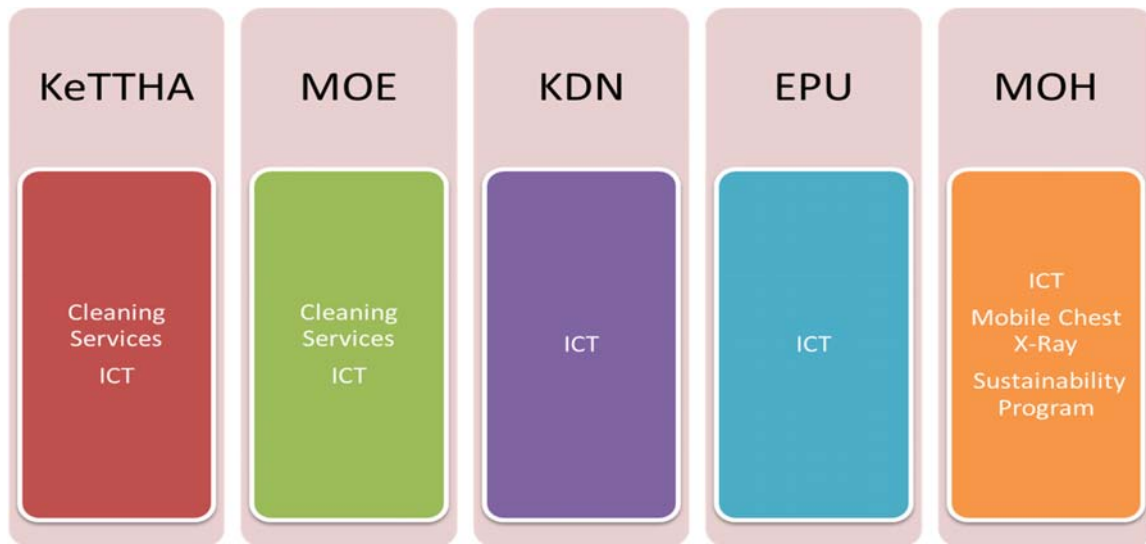 KeTTHA
Cleaning
Services
ICT
MOE
Cleaning
Services
ICT
KDN
ICT
EPU
ICT
MOH
ICT
Mobile Chest
X-Ray
Sustainability
Program